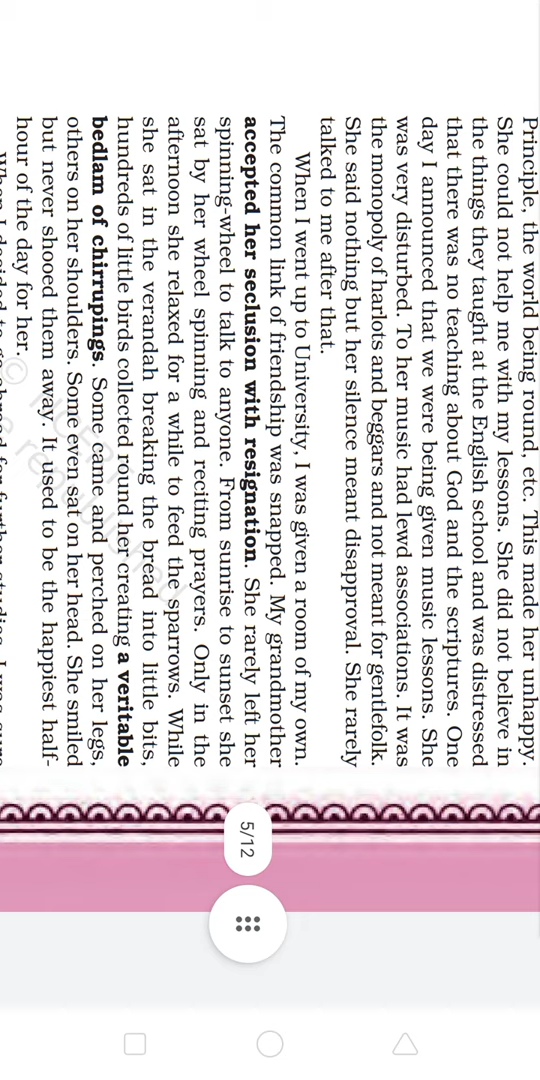 Principle, the world being round, etc. This made her unhappy.
She could not help me with my lessons. She did not believe in
the things they taught at the English school and was distressed
that there was no teaching about God and the scriptures. One
day I announced that we were being given music lessons. She
was very disturbed. To her music had lewd associations. It was
the monopoly of harlots and beggars and not meant for gentlefolk.
She said nothing but her silence meant disapproval. She rarely
talked to me after that.
When I went up to University, I was given a room of my own.
The common link of friendship was snapped. My grandmother
accepted her seclusion with resignation. She rarely left her
spinning-wheel to talk to anyone. From sunrise to sunset she
sat by her wheel spinning and reciting prayers. Only in the
afternoon she relaxed for a while to feed the sparrows. While
she sat in the verandah breaking the bread into little bits,
hundreds of little birds collected round her creating a veritable
bedlam of chirrupings. Some came and perched on her legs,
others on her shoulders. Some even sat on her head. She smiled
but never shooed them away. It used to be the happiest half-
hour of the day for her.
When I decided to go abroad for further studies, I was sure
5/12